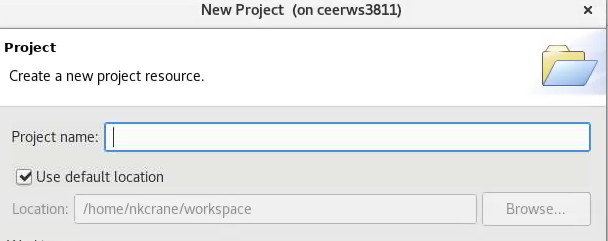 New Project (on ceerws3811)
Project
Create a new project resource.
Project name:
Use default location
Location: /home/nkcrane/workspace Browse...